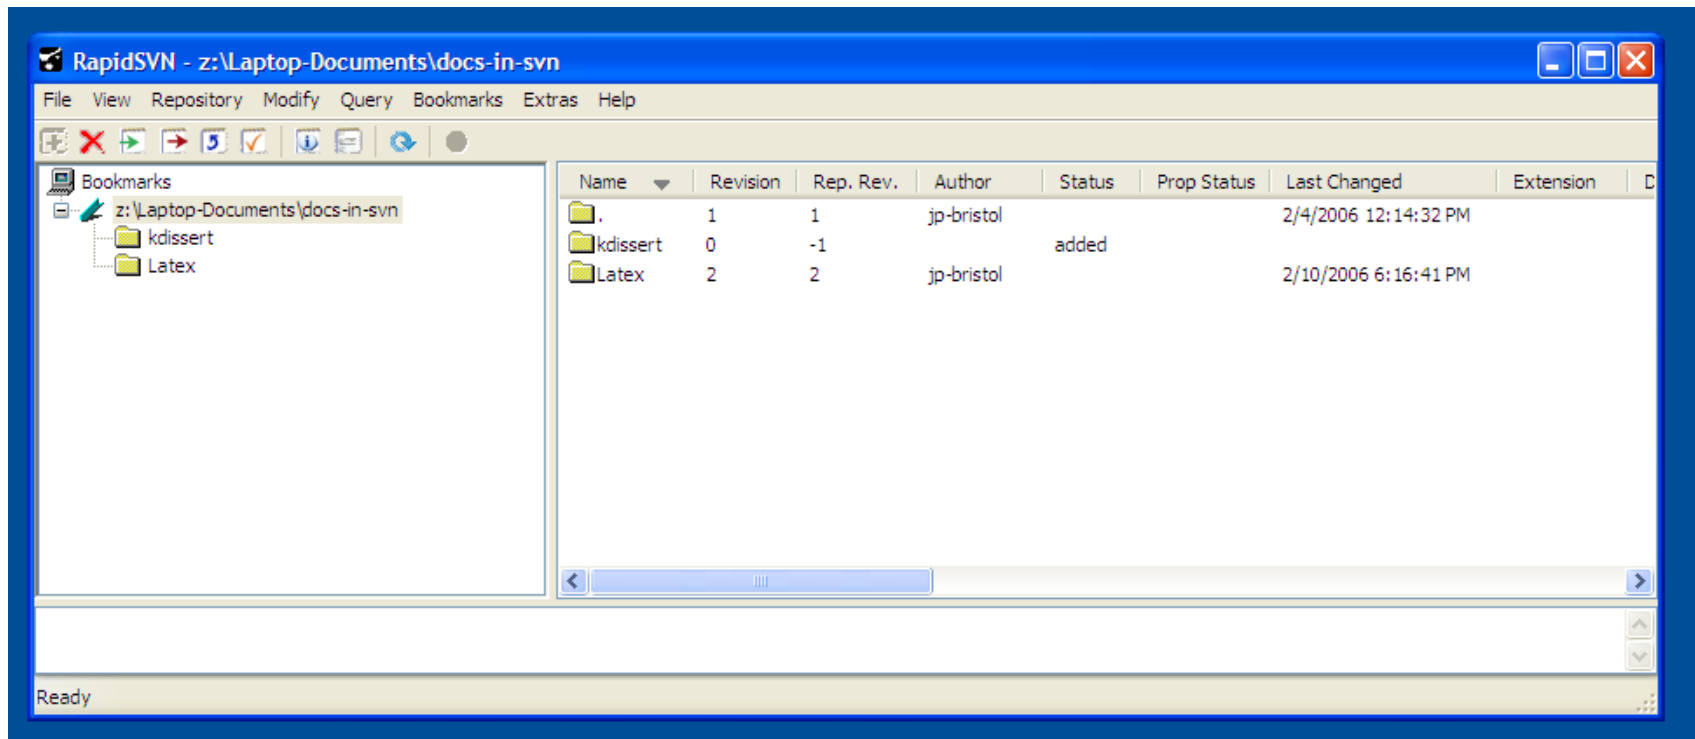 RapidSVN - z:\Laptop-Documents\docs-in-svn
File View Repository Modify Query Bookmarks Extras Help
Bookmarks
z:\Laptop-Documents\docs-in-svn
kdissert
Latex
Name Revision Rep. Rev. Author Status Prop Status Last Changed Extension
. 1 1 jp-bristol 2/4/2006 12:14:32 PM
kdissert 0 -1 added
Latex 2 2 jp-bristol 2/10/2006 6:16:41 PM
Ready